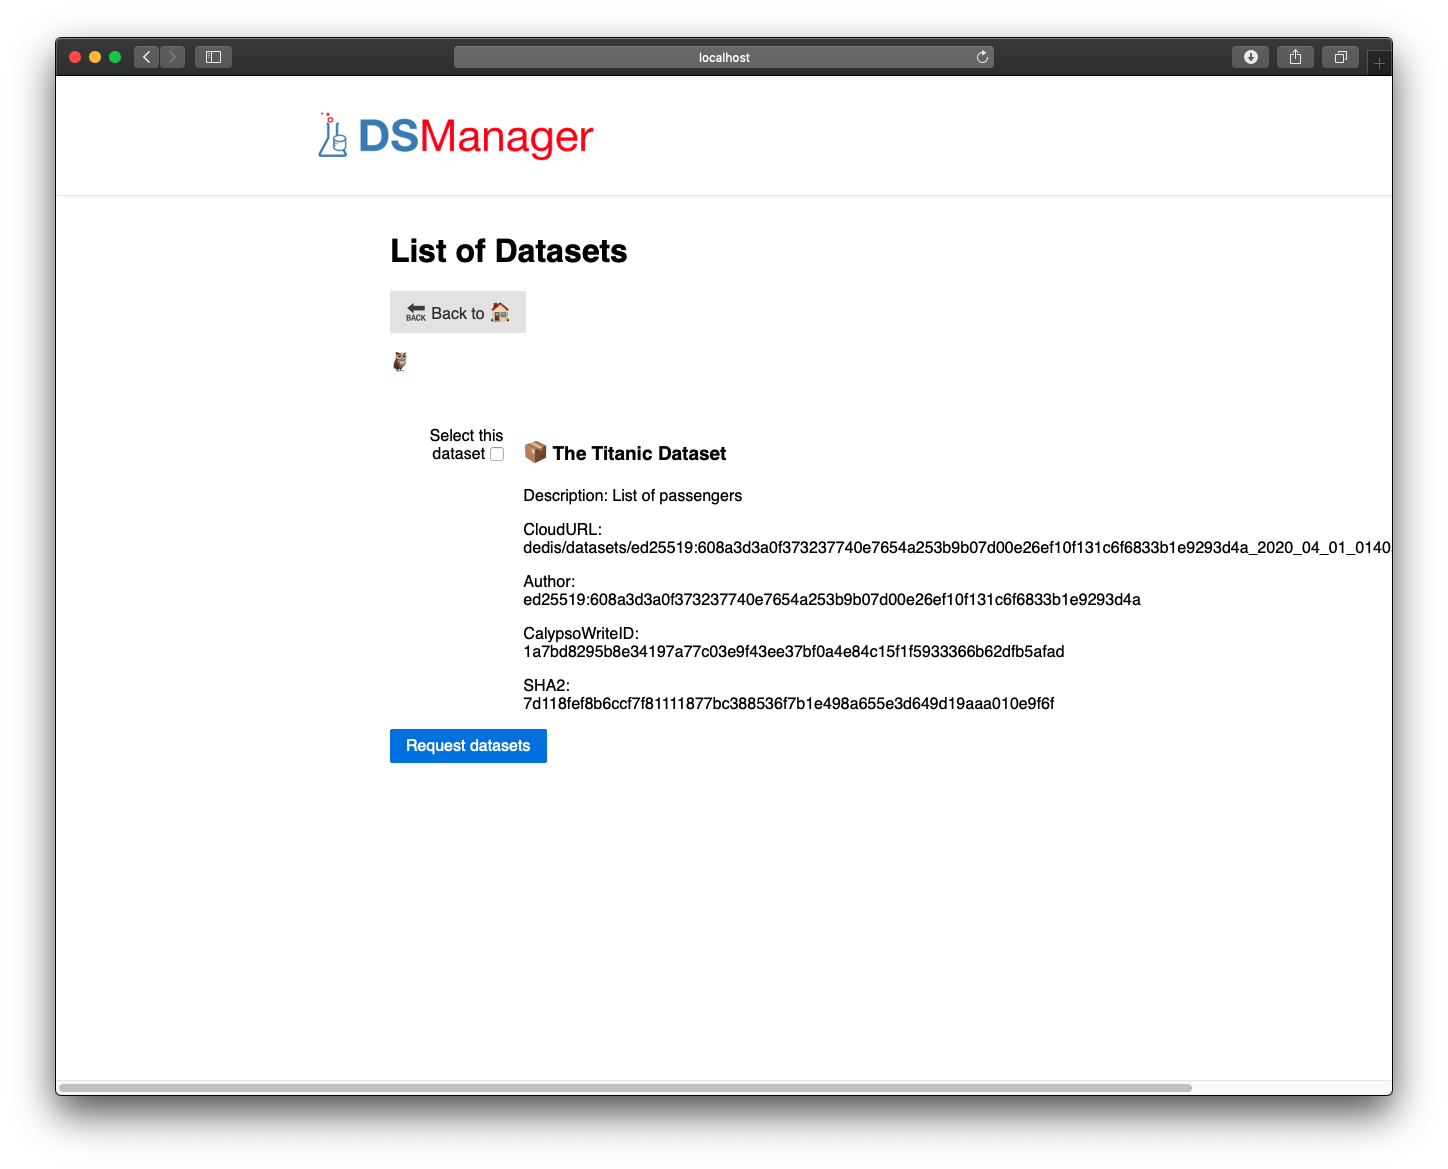 localhost
DSManager
List of Datasets
BACK Back to
Select this
dataset
The Titanic Dataset
Description: List of passengers
CloudURL:
dedis/datasets/ed25519:608a3d3a0f373237740e7654a253b9b07d00e26ef10f131c6f6833b1e9293d4a_2020_04_01_0140
Author:
ed25519:608a3d3a0f373237740e7654a253b9b07d00e26ef10f131c6f6833b1e9293d4a
CalypsoWriteID:
1a7bd8295b8e34197a77c03e9f43ee37bf0a4e84c15f1f5933366b62dfb5afad
SHA2:
7d118fef8b6ccf7f81111877bc388536f7b1e498a655e3d649d19aaa010e9f6f
Request datasets